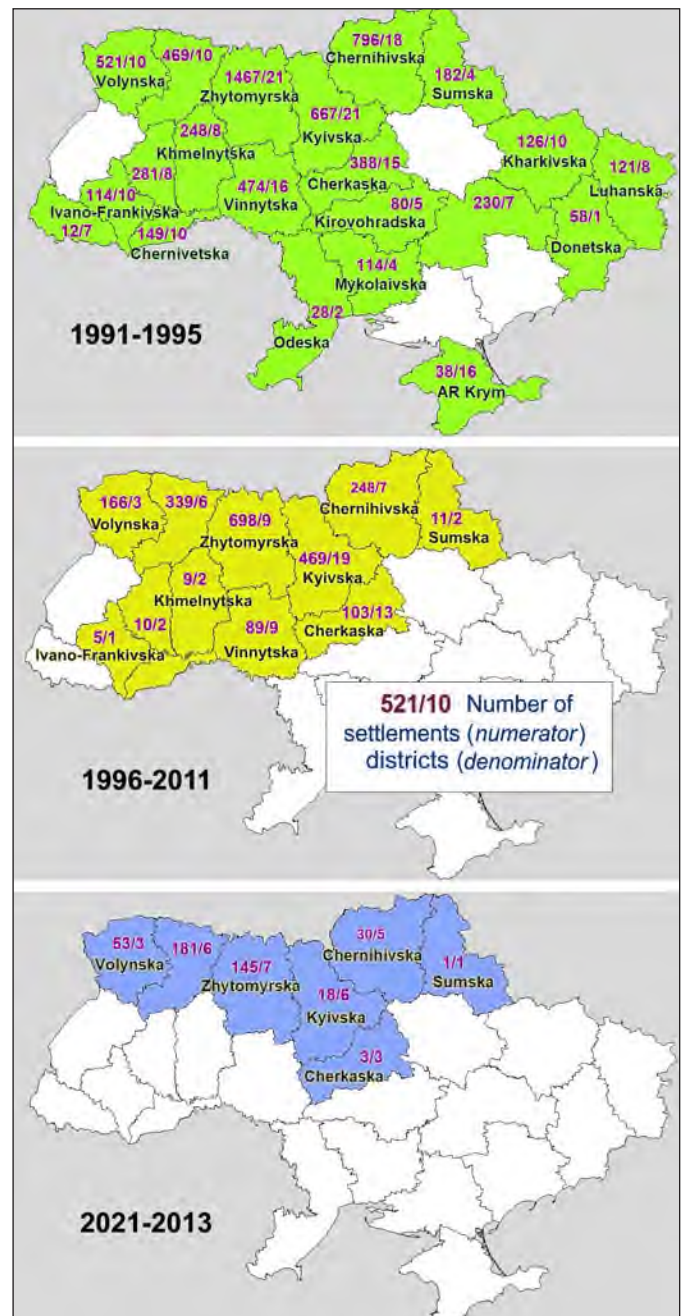 796/18
Chernihivska
521/10
Volynska
469/10
1467/21
Zhytomyrska
182/4
Sumska
667/21
Kyivska
248/8
Khmelnytska
126/10
Kharkivska
388/15
Cherkaska
121/8
Luhanska
281/8
474/16
Vinnytska
114/10
Ivano-Frankivska
80/5
Kirovohradska
230/7
58/1
Donetska
12/7
149/10
Chernivetska
114/4
Mykolaivska
28/2
Odeska
1991-1995
38/16
AR Krym
248/7
Chernihivska
166/3
Volynska
339/6
698/9
Zhytomyrska
11/2
Sumska
469/19
Kyivska
9/2
Khmelnytska
103/13
Cherkaska
10/2
89/9
Vinnytska
5/1
Ivano-Frankivska
521/10 Number of
settlements (numerator)
districts (denominator)
1996-2011
30/5
Chernihivska
53/3
Volynska
181/6
145/7
Zhytomyrska
1/1
Sumska
18/6
Kyivska
3/3
Cherkaska
2021-2013